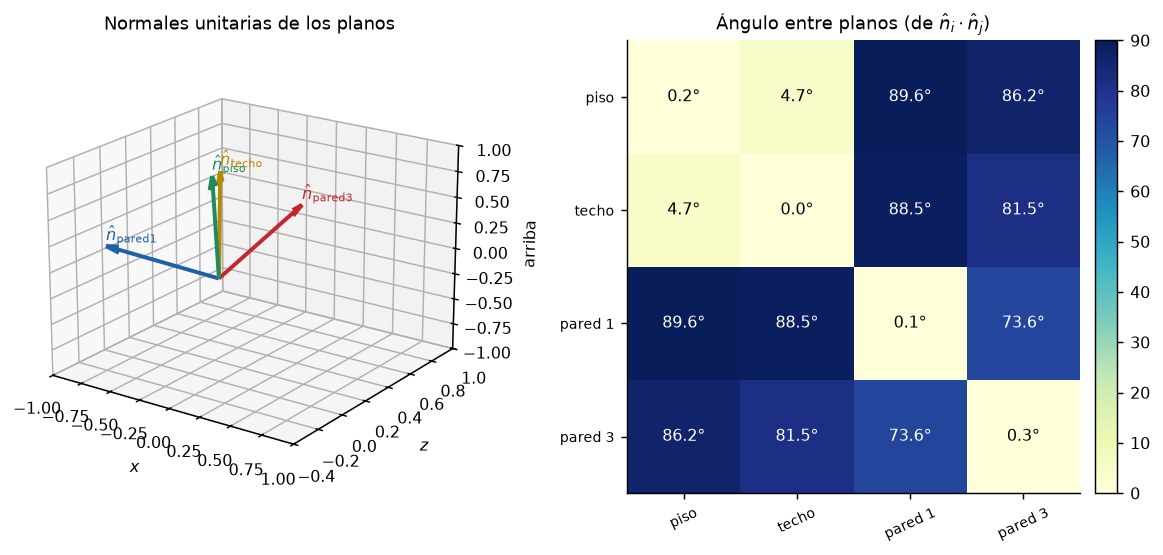 Normales unitarias de los planos
n̂techo
n̂piso
n̂pared3
n̂pared1
1.00
0.75
0.50
0.25
0.00
−0.25
−0.50
−0.75
−1.00
arriba
−1.00
−0.75
−0.50
−0.25
0.00
0.25
0.50
0.75
1.00
x
−0.4
−0.2
0.0
0.2
0.4
0.6
0.8
1.0
z
Ángulo entre planos (de n̂i · n̂j)
piso 0.2° 4.7° 89.6° 86.2°
techo 4.7° 0.0° 88.5° 81.5°
pared 1 89.6° 88.5° 0.1° 73.6°
pared 3 86.2° 81.5° 73.6° 0.3°
piso techo pared 1 pared 3
90
80
70
60
50
40
30
20
10
0